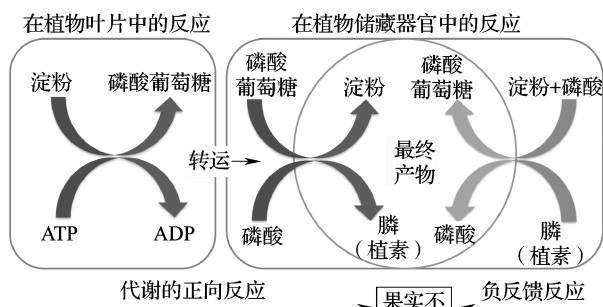 在植物叶片中的反应
在植物储藏器官中的反应
淀粉
磷酸葡萄糖
ATP
ADP
转运
磷酸
葡萄糖
淀粉
磷酸
膦
（植素）
最终
产物
磷酸
葡萄糖
淀粉+磷酸
磷酸
膦
（植素）
代谢的正向反应
果实不
负反馈反应